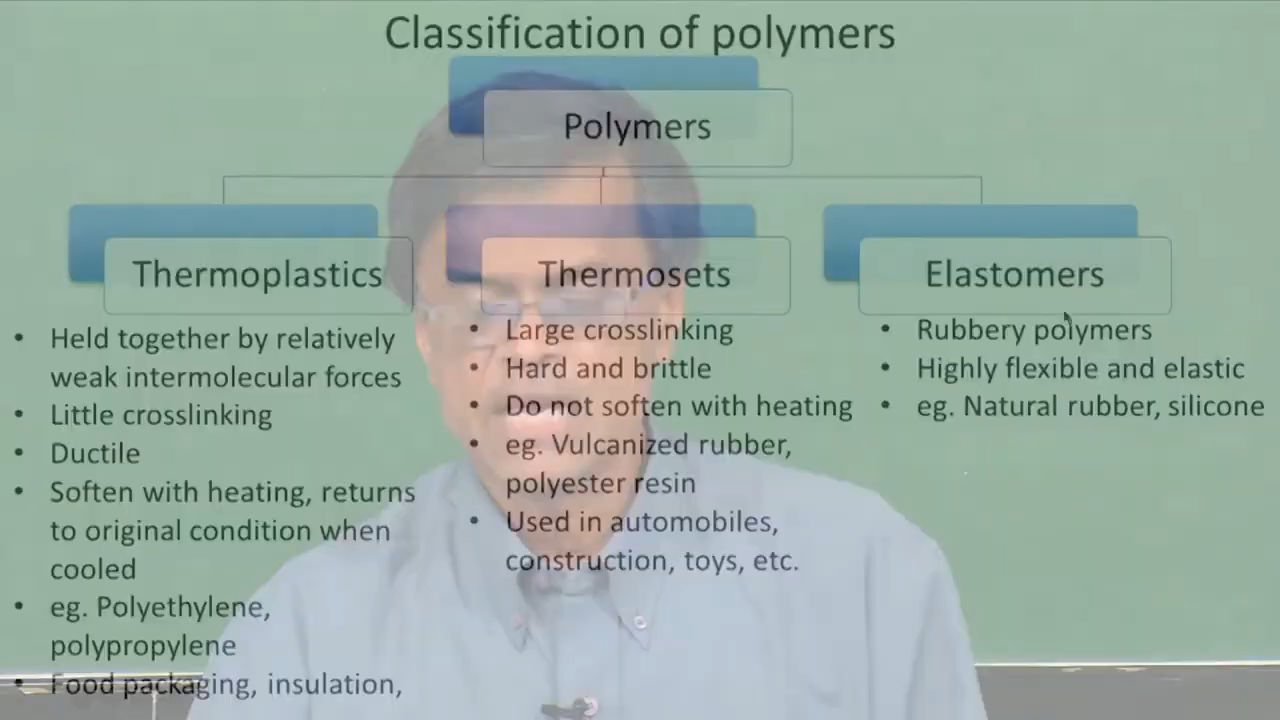 Classification of polymers
Polymers
Thermoplastics
• Held together by relatively
weak intermolecular forces
• Little crosslinking
• Ductile
• Soften with heating, returns
to original condition when
cooled
• eg. Polyethylene,
polypropylene
• Food packaging, insulation,
Thermosets
• Large crosslinking
• Hard and brittle
• Do not soften with heating
• eg. Vulcanized rubber,
polyester resin
• Used in automobiles,
construction, toys, etc.
Elastomers
• Rubbery polymers
• Highly flexible and elastic
• eg. Natural rubber, silicone